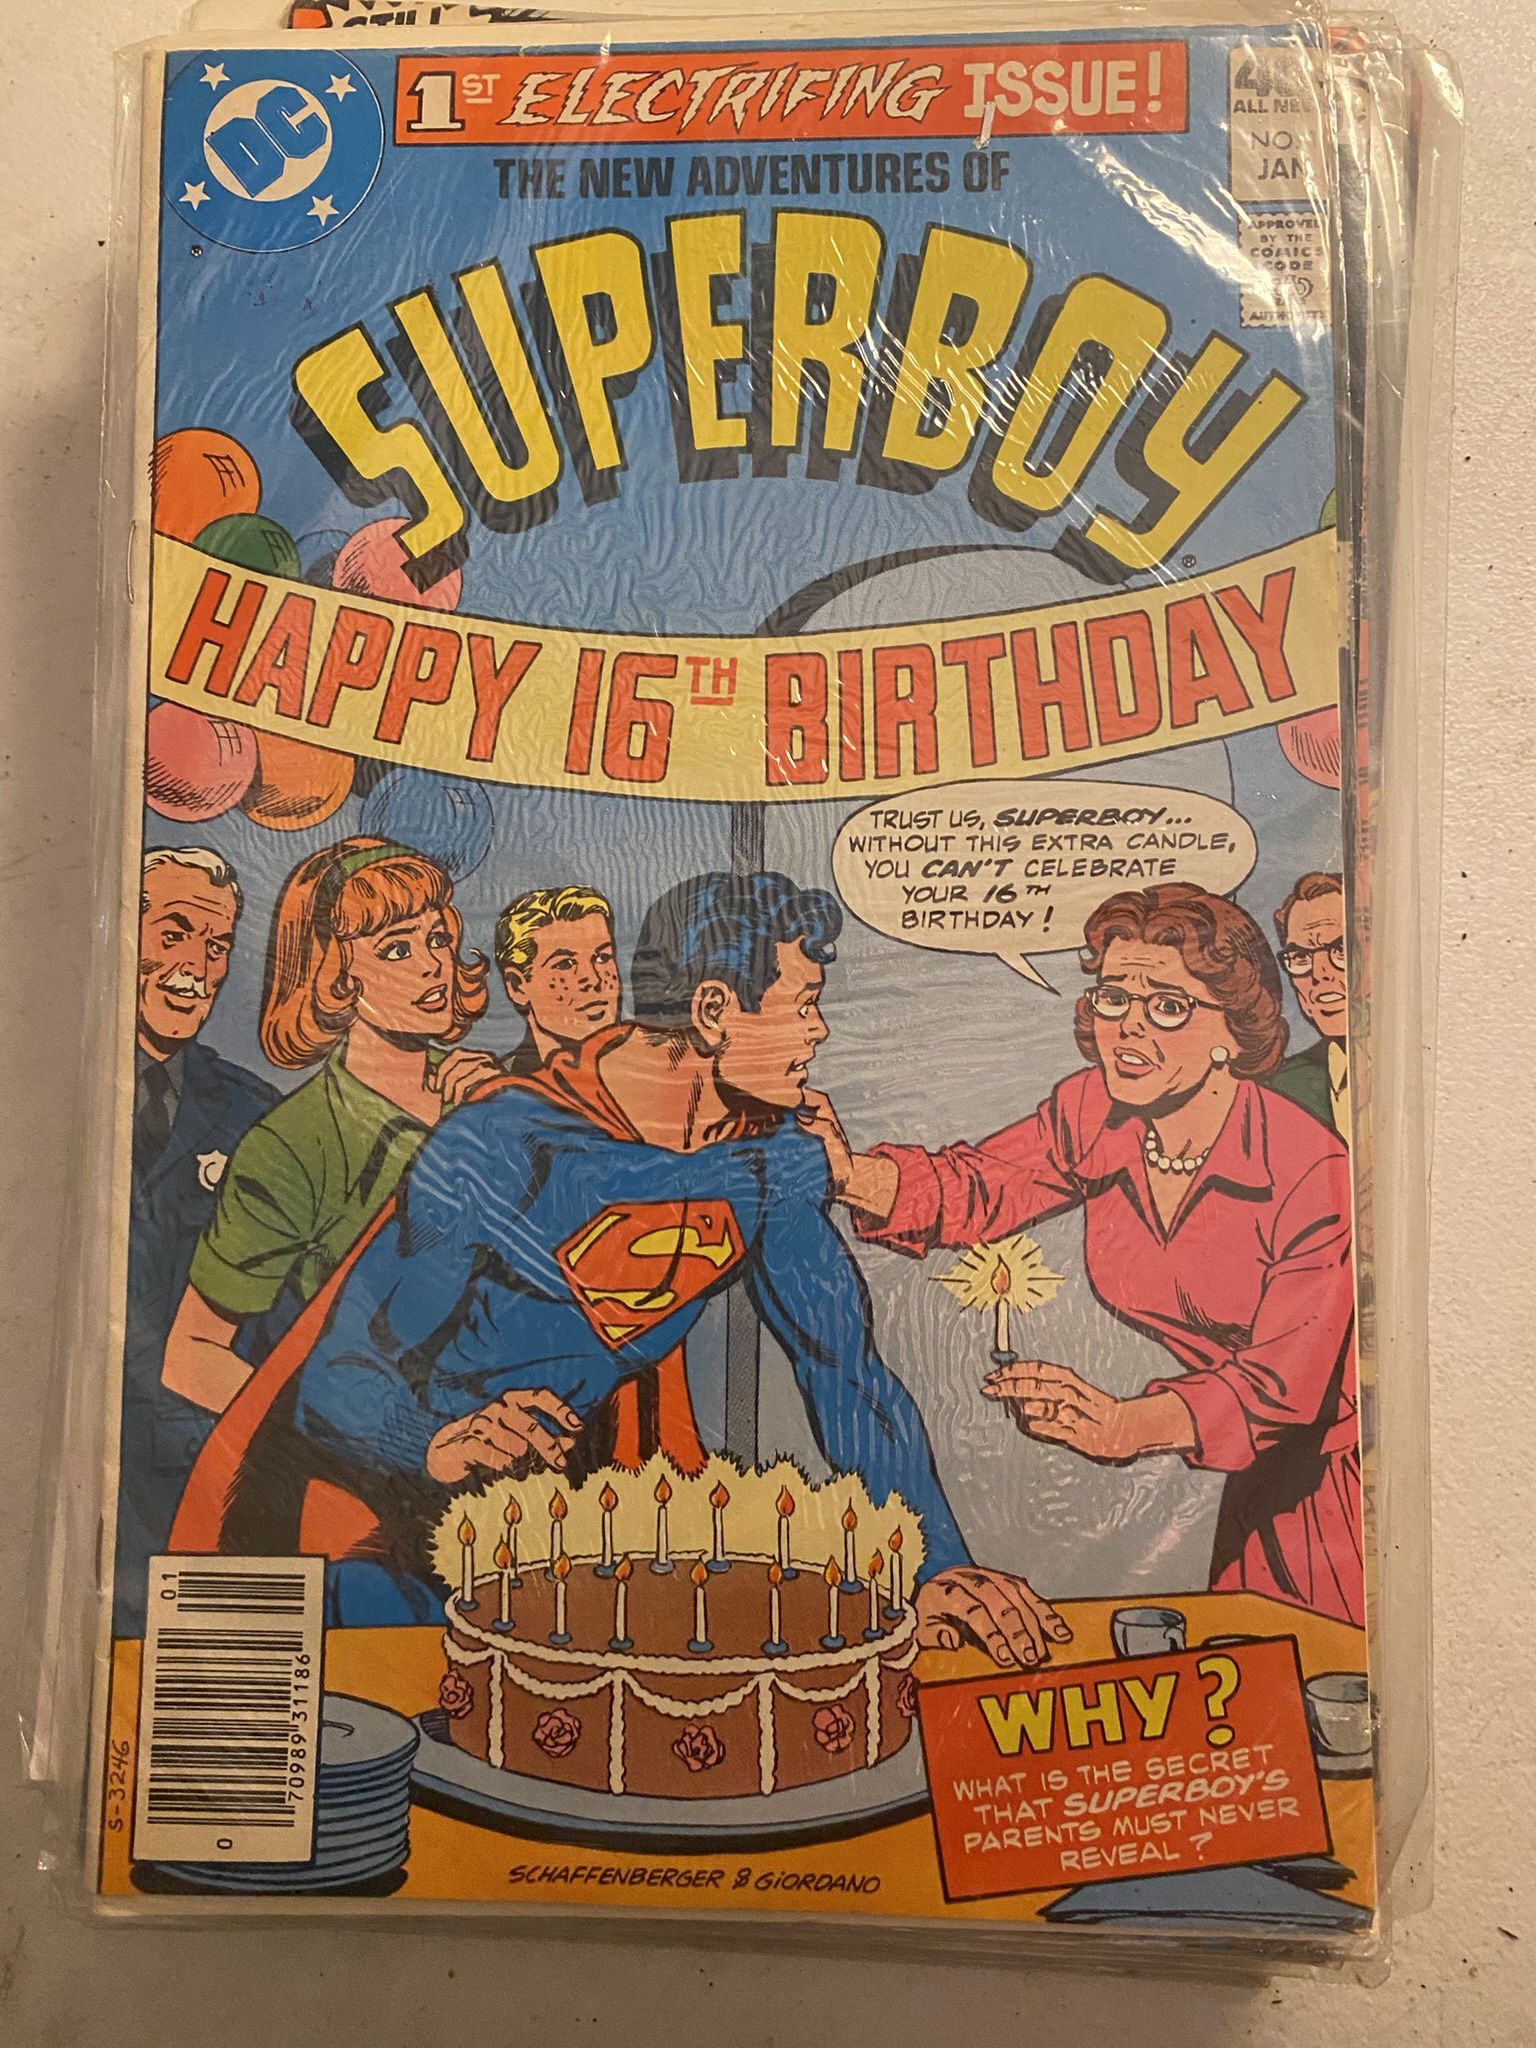 STILL
1ST ELECTRIFYING ISSUE!
DC
ALL NEW
NO.
JAN.
THE NEW ADVENTURES OF
SUPERBOY
APPROVED
BY THE
COMICS
CODE
AUTHORITY
HAPPY 16TH BIRTHDAY
TRUST US, SUPERBOY...
WITHOUT THIS EXTRA CANDLE,
YOU CAN'T CELEBRATE
YOUR 16TH
BIRTHDAY!
S
WHY?
WHAT IS THE SECRET
THAT SUPERBOY'S
PARENTS MUST NEVER
REVEAL?
SCHAFFENBERGER & GIORDANO
S-3246
01
0 70989 31186